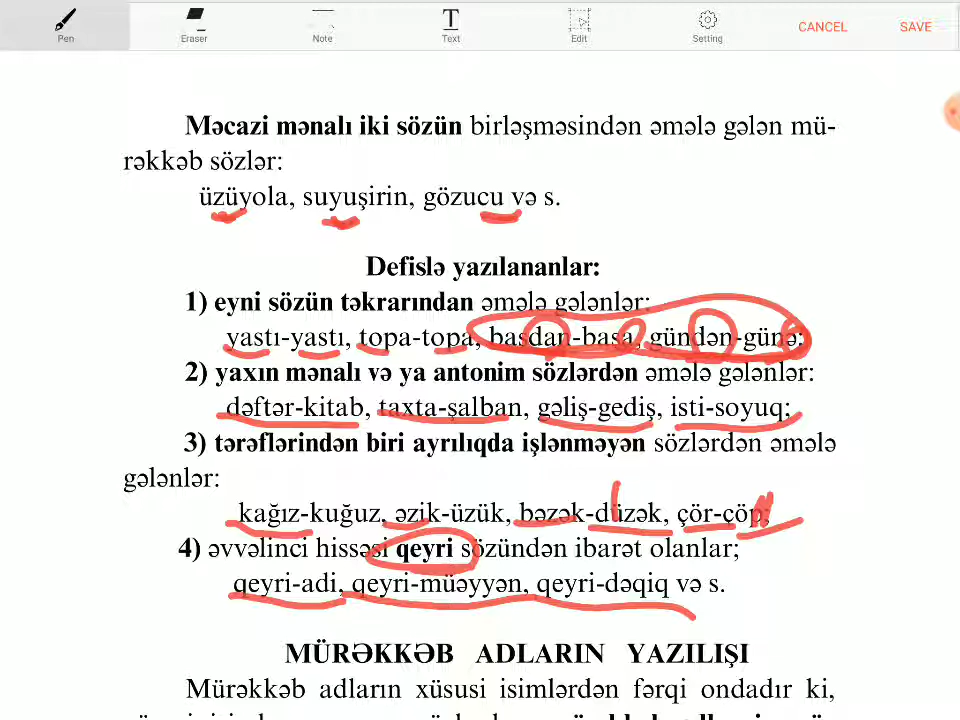 Pen Eraser Note Text Edit Setting CANCEL SAVE
Məcazi mənalı iki sözün birləşməsindən əmələ gələn mü-
rəkkəb sözlər:
üzüyola, suyuşirin, gözucu və s.
Defislə yazılananlar:
1) eyni sözün təkrarından əmələ gələnlər:
yastı-yastı, topa-topa, başdan-başa, gündən-günə;
2) yaxın mənalı və ya antonim sözlərdən əmələ gələnlər:
dəftər-kitab, taxta-şalban, gəliş-gediş, isti-soyuq;
3) tərəflərindən biri ayrılıqda işlənməyən sözlərdən əmələ
gələnlər:
kağız-kuğuz, əzik-üzük, bəzək-düzək, çör-çöp;
4) əvvəlinci hissəsi qeyri sözündən ibarət olanlar;
qeyri-adi, qeyri-müəyyən, qeyri-dəqiq və s.
MÜRƏKKƏB ADLARIN YAZILIŞI
Mürəkkəb adların xüsusi isimlərdən fərqi ondadır ki,